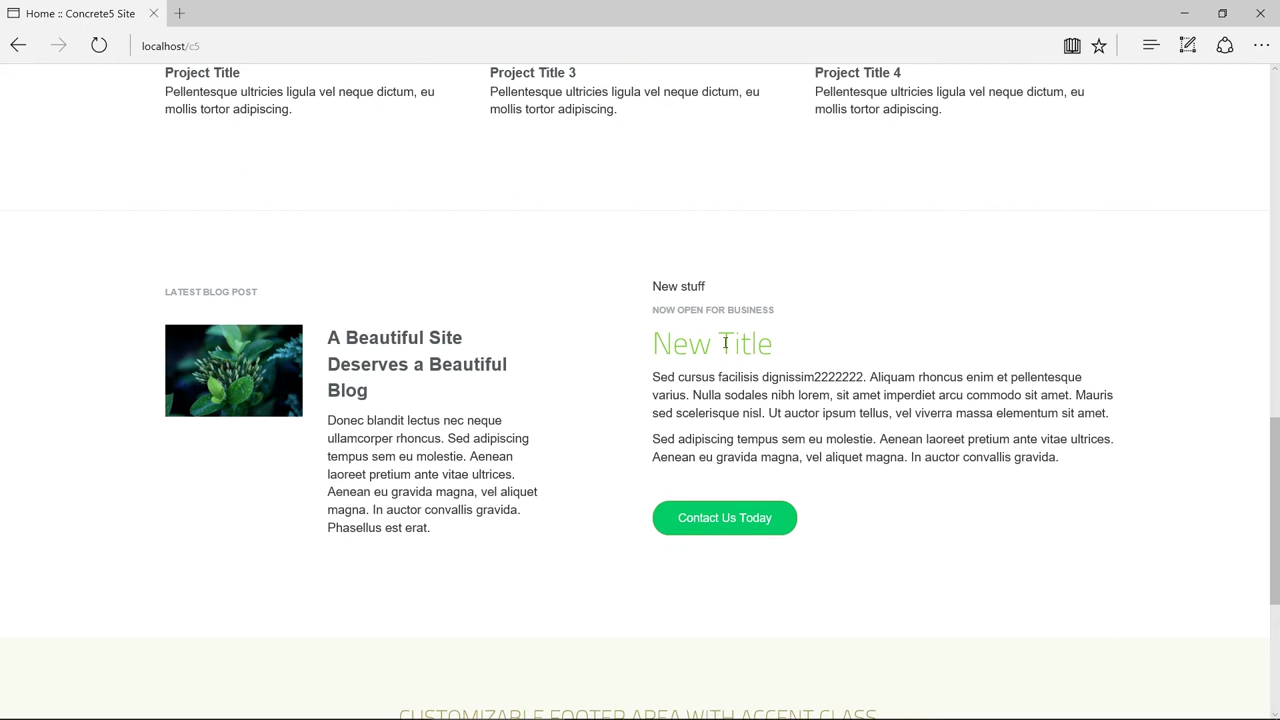 Home :: Concrete5 Site
localhost/c5
Project Title
Pellentesque ultricies ligula vel neque dictum, eu
mollis tortor adipiscing.
Project Title 3
Pellentesque ultricies ligula vel neque dictum, eu
mollis tortor adipiscing.
Project Title 4
Pellentesque ultricies ligula vel neque dictum, eu
mollis tortor adipiscing.
LATEST BLOG POST
A Beautiful Site
Deserves a Beautiful
Blog
Donec blandit lectus nec neque
ullamcorper rhoncus. Sed adipiscing
tempus sem eu molestie. Aenean
laoreet pretium ante vitae ultrices.
Aenean eu gravida magna, vel aliquet
magna. In auctor convallis gravida.
Phasellus est erat.
New stuff
NOW OPEN FOR BUSINESS
New Title
Sed cursus facilisis dignissim2222222. Aliquam rhoncus enim et pellentesque
varius. Nulla sodales nibh lorem, sit amet imperdiet arcu commodo sit amet. Mauris
sed scelerisque nisl. Ut auctor ipsum tellus, vel viverra massa elementum sit amet.
Sed adipiscing tempus sem eu molestie. Aenean laoreet pretium ante vitae ultrices.
Aenean eu gravida magna, vel aliquet magna. In auctor convallis gravida.
Contact Us Today
CUSTOMIZABLE FOOTER AREA WITH ACCENT CLASS